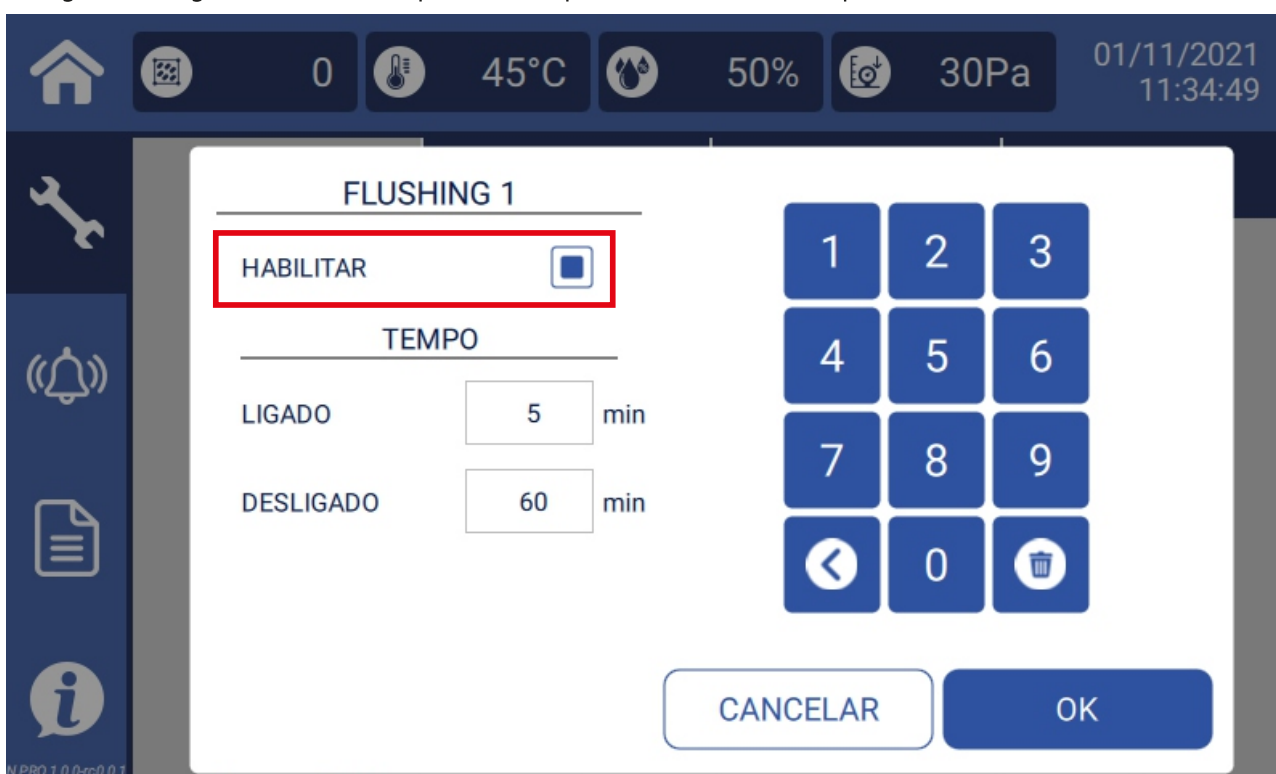 0 45°C 50% 30Pa 01/11/2021
11:34:49
FLUSHING 1
HABILITAR
TEMPO
LIGADO 5 min
DESLIGADO 60 min
1 2 3
4 5 6
7 8 9
0
CANCELAR OK